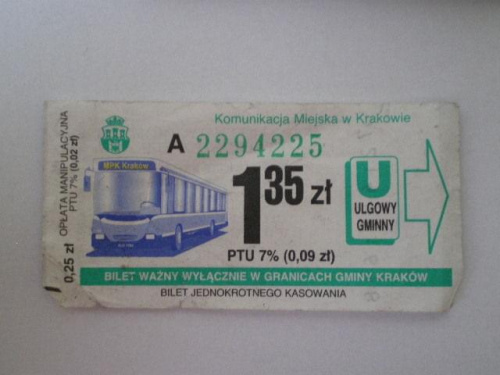 Komunikacja Miejska w Krakowie
A 2294225
MPK Kraków
1 35 zł
PTU 7% (0,09 zł)
U
ULGOWY
GMINNY
BILET WAŻNY WYŁĄCZNIE W GRANICACH GMINY KRAKÓW
BILET JEDNOKROTNEGO KASOWANIA
0,25 zł OPŁATA MANIPULACYJNA
PTU 7% (0,02 zł)